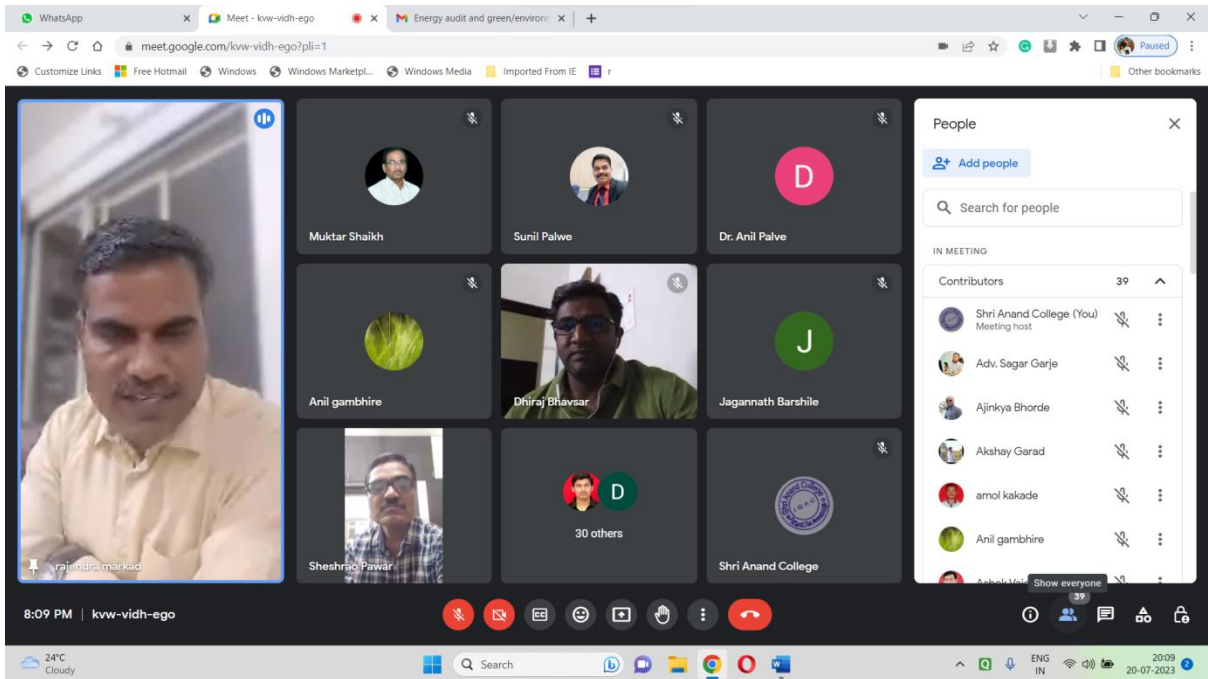 WhatsApp
Meet - kvw-vidh-ego
Energy audit and green/environ
meet.google.com/kvw-vidh-ego?pli=1
Paused
Customize Links Free Hotmail Windows Windows Marketpl... Windows Media Imported From IE r Other bookmarks
People
Add people
Search for people
IN MEETING
Contributors 39
Shri Anand College (You)
Meeting host
Adv. Sagar Garje
Ajinkya Bhorde
Akshay Garad
amol kakade
Anil gambhire
Show everyone
39
Muktar Shaikh
Sunil Palwe
D
Dr. Anil Palve
Anil gambhire
Dhiraj Bhavsar
J
Jagannath Barshile
rajendra markad
Sheshrao Pawar
D
30 others
Shri Anand College
8:09 PM | kvw-vidh-ego
CC
24°C
Cloudy
Search
ENG
IN
20:09
20-07-2023
2